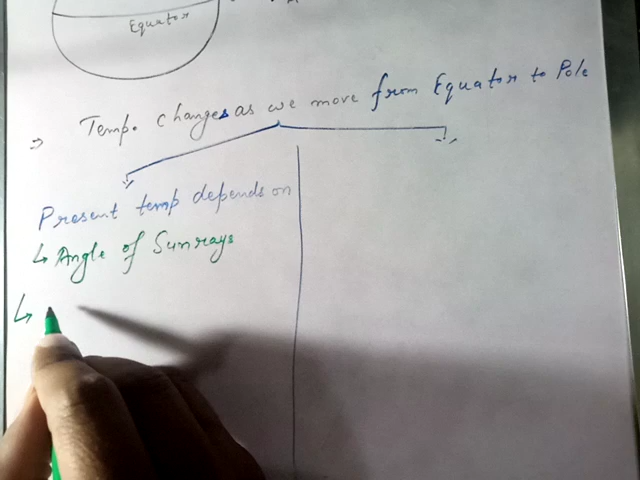 Equator
⇒ Temp. changes as we move from Equator to Pole
Present temp depends on
↳ Angle of Sunrays
↳